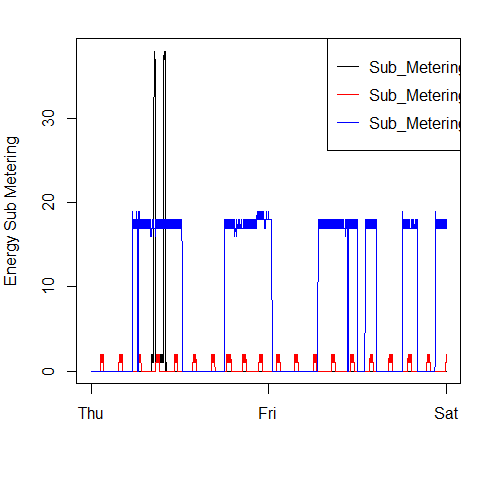 Sub_Metering
Sub_Metering
Sub_Metering
Energy Sub Metering
30
20
10
0
Thu Fri Sat